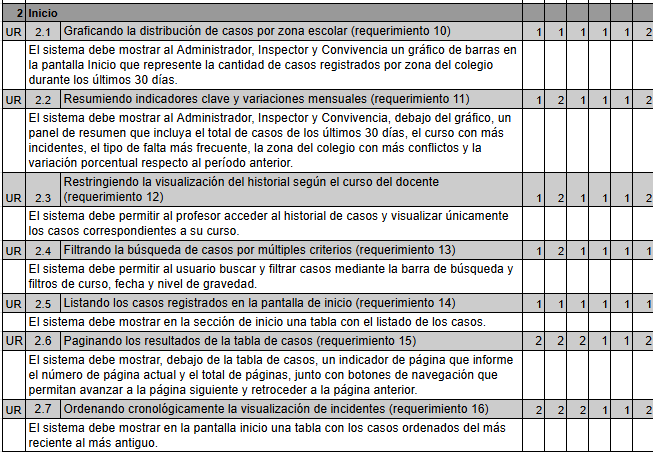 2 Inicio
UR 2.1 Graficando la distribución de casos por zona escolar (requerimiento 10) 1 1 1 1 1 2
El sistema debe mostrar al Administrador, Inspector y Convivencia un gráfico de barras en
la pantalla Inicio que represente la cantidad de casos registrados por zona del colegio
durante los últimos 30 días.
UR 2.2 Resumiendo indicadores clave y variaciones mensuales (requerimiento 11) 1 2 1 1 1 2
El sistema debe mostrar al Administrador, Inspector y Convivencia, debajo del gráfico, un
panel de resumen que incluya el total de casos de los últimos 30 días, el curso con más
incidentes, el tipo de falta más frecuente, la zona del colegio con más conflictos y la
variación porcentual respecto al período anterior.
Restringiendo la visualización del historial según el curso del docente
UR 2.3 (requerimiento 12) 1 2 1 1 1 2
El sistema debe permitir al profesor acceder al historial de casos y visualizar únicamente
los casos correspondientes a su curso.
UR 2.4 Filtrando la búsqueda de casos por múltiples criterios (requerimiento 13) 1 2 1 1 1 1
El sistema debe permitir al usuario buscar y filtrar casos mediante la barra de búsqueda y
filtros de curso, fecha y nivel de gravedad.
UR 2.5 Listando los casos registrados en la pantalla de inicio (requerimiento 14) 1 1 1 1 1 1
El sistema debe mostrar en la sección de inicio una tabla con el listado de los casos.
UR 2.6 Paginando los resultados de la tabla de casos (requerimiento 15) 2 2 2 1 1 2
El sistema debe mostrar, debajo de la tabla de casos, un indicador de página que informe
el número de página actual y el total de páginas, junto con botones de navegación que
permitan avanzar a la página siguiente y retroceder a la página anterior.
UR 2.7 Ordenando cronológicamente la visualización de incidentes (requerimiento 16) 2 2 2 1 1 2
El sistema debe mostrar en la pantalla inicio una tabla con los casos ordenados del más
reciente al más antiguo.